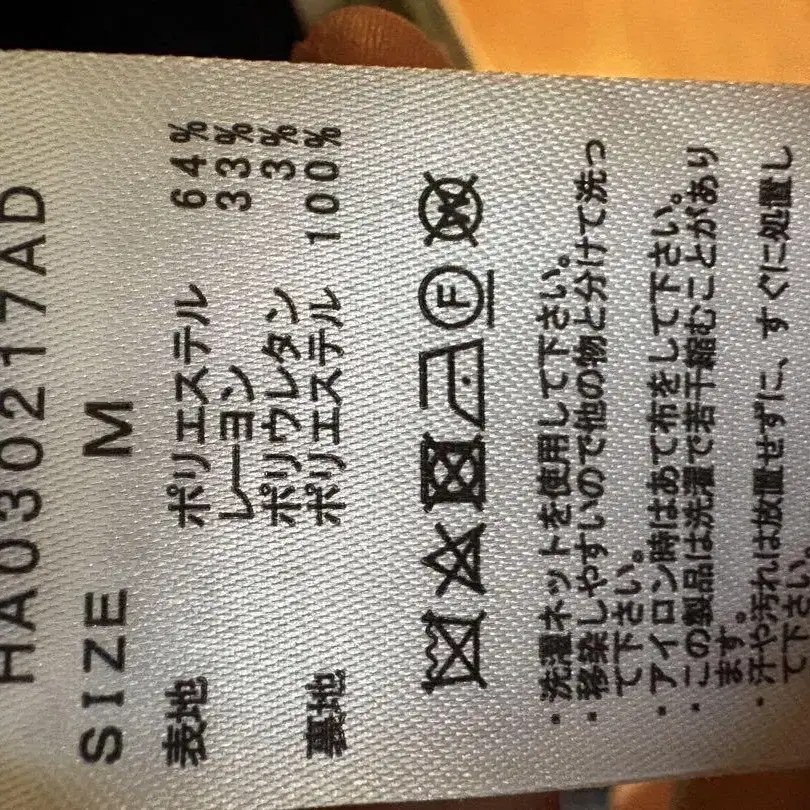 HA030217AD
SIZE M
表地 ポリエステル 64%
レーヨン 33%
ポリウレタン 3%
裏地 ポリエステル 100%
F W
・洗濯ネットを使用して下さい。
・移染しやすいので他の物と分けて洗っ
て下さい。
・アイロン時はあて布をして下さい。
・この製品は洗濯で若干縮むことがあり
ます。
・汗や汚れは放置せずに、すぐに処置し
て下さい。